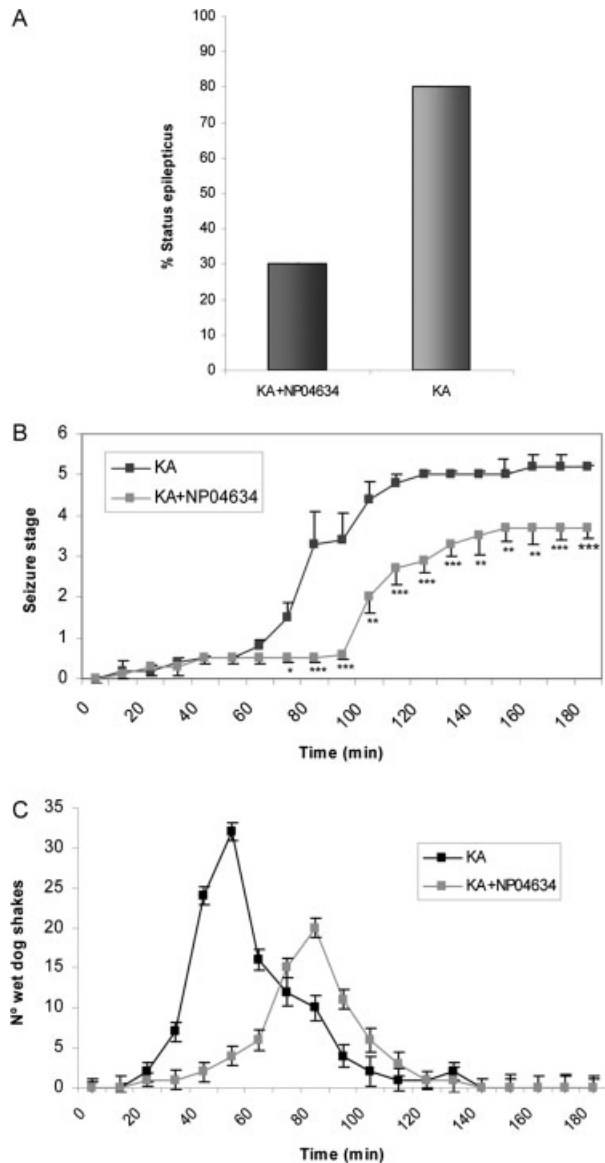 A
% Status epilepticus
100
90
80
70
60
50
40
30
20
10
0
KA+NP04634
KA
B
Seizure stage
6
5
4
3
2
1
0
KA
KA+NP04634
* *** *** ** *** *** *** ** ** ** *** ***
0 20 40 60 80 100 120 140 160 180
Time (min)
C
Nº wet dog shakes
35
30
25
20
15
10
5
0
KA
KA+NP04634
0 20 40 60 80 100 120 140 160 180
Time (min)